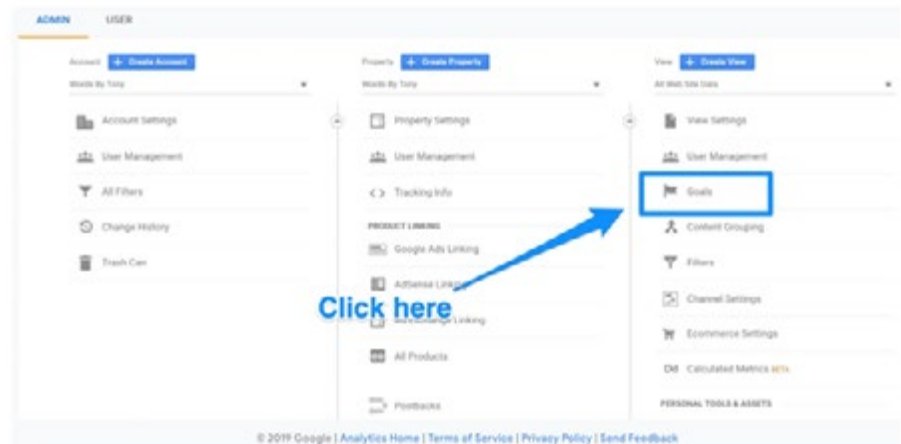 ADMIN USER
Account + Create Account
Words By Tony
Account Settings
User Management
All Filters
Change History
Trash Can
Property + Create Property
Words By Tony
Property Settings
User Management
<> Tracking Info
PRODUCT LINKING
Google Ads Linking
AdSense Linking
Ad Exchange Linking
All Products
Postbacks
View + Create View
All Web Site Data
View Settings
User Management
Goals
Content Grouping
Filters
Channel Settings
Ecommerce Settings
Dd Calculated Metrics BETA
PERSONAL TOOLS & ASSETS
Click here
© 2019 Google | Analytics Home | Terms of Service | Privacy Policy | Send Feedback